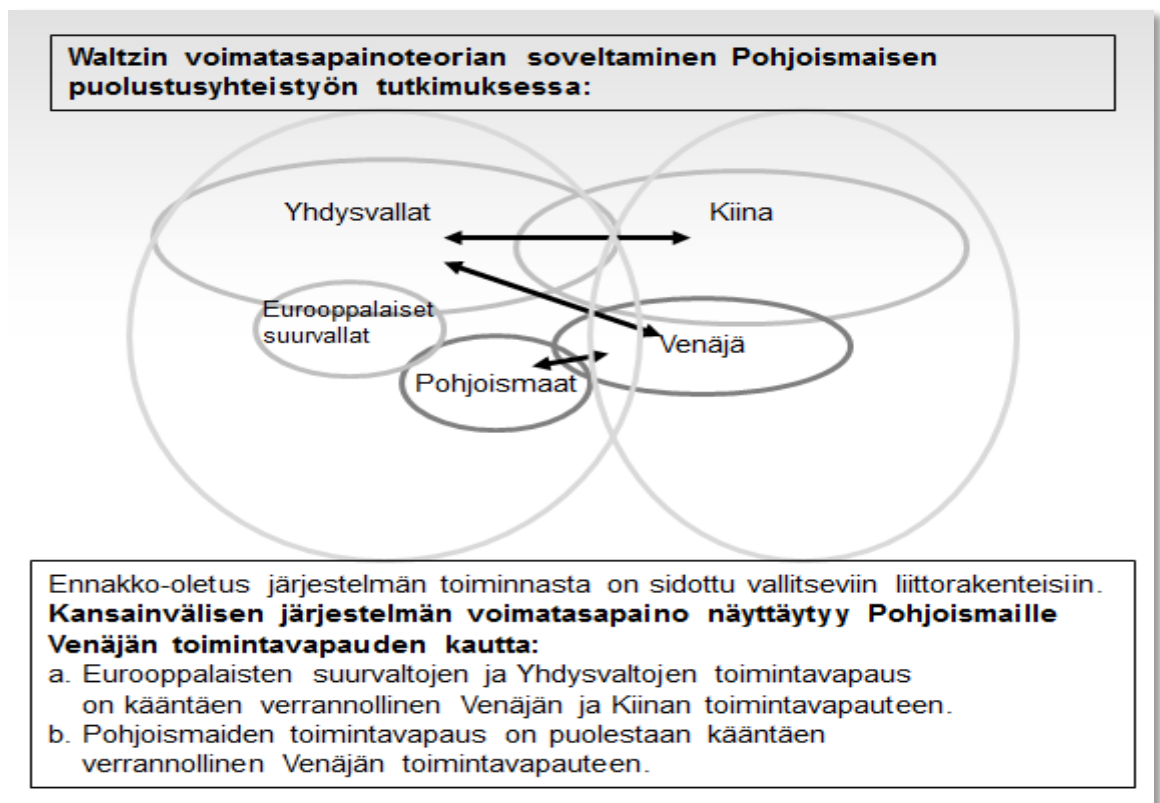 Waltzin voimatasapainoteorian soveltaminen Pohjoismaisen
puolustusyhteistyön tutkimuksessa:
Yhdysvallat
Kiina
Eurooppalaiset
suurvallat
Venäjä
Pohjoismaat
Ennakko-oletus järjestelmän toiminnasta on sidottu vallitseviin liittorakenteisiin.
Kansainvälisen järjestelmän voimatasapaino näyttäytyy Pohjoismaille
Venäjän toimintavapauden kautta:
a. Eurooppalaisten suurvaltojen ja Yhdysvaltojen toimintavapaus
on kääntäen verrannollinen Venäjän ja Kiinan toimintavapauteen.
b. Pohjoismaiden toimintavapaus on puolestaan kääntäen
verrannollinen Venäjän toimintavapauteen.